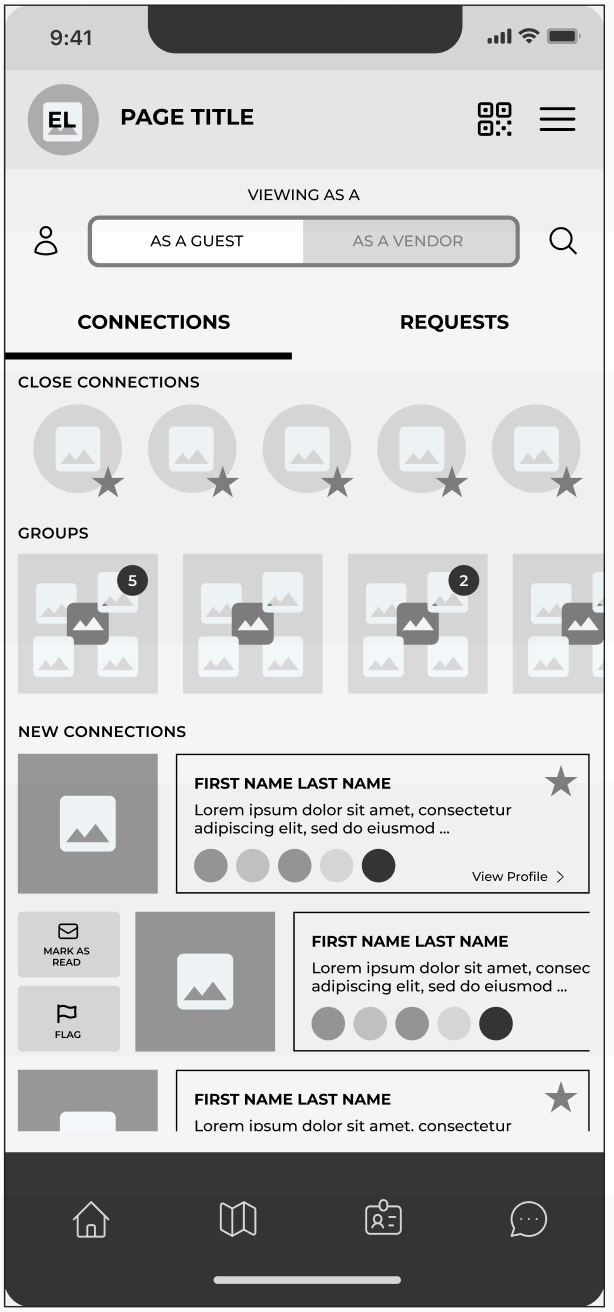 9:41
EL
PAGE TITLE
VIEWING AS A
AS A GUEST
AS A VENDOR
CONNECTIONS
REQUESTS
CLOSE CONNECTIONS
GROUPS
5
2
NEW CONNECTIONS
FIRST NAME LAST NAME
Lorem ipsum dolor sit amet, consectetur
adipiscing elit, sed do eiusmod ...
View Profile
MARK AS
READ
FLAG
FIRST NAME LAST NAME
Lorem ipsum dolor sit amet, consec
adipiscing elit, sed do eiusmod ...
FIRST NAME LAST NAME
Lorem ipsum dolor sit amet, consectetur